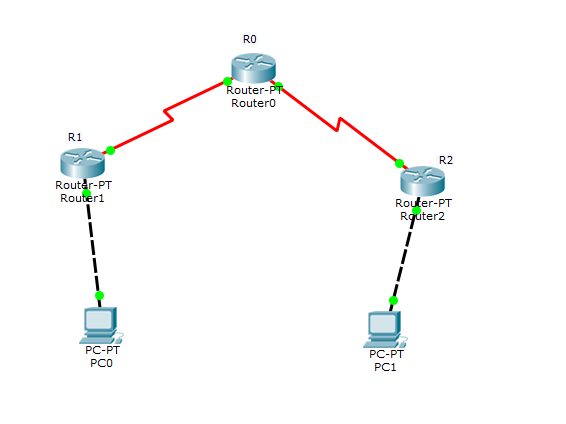 R0
Router-PT
Router0
R1
Router-PT
Router1
R2
Router-PT
Router2
PC-PT
PC0
PC-PT
PC1